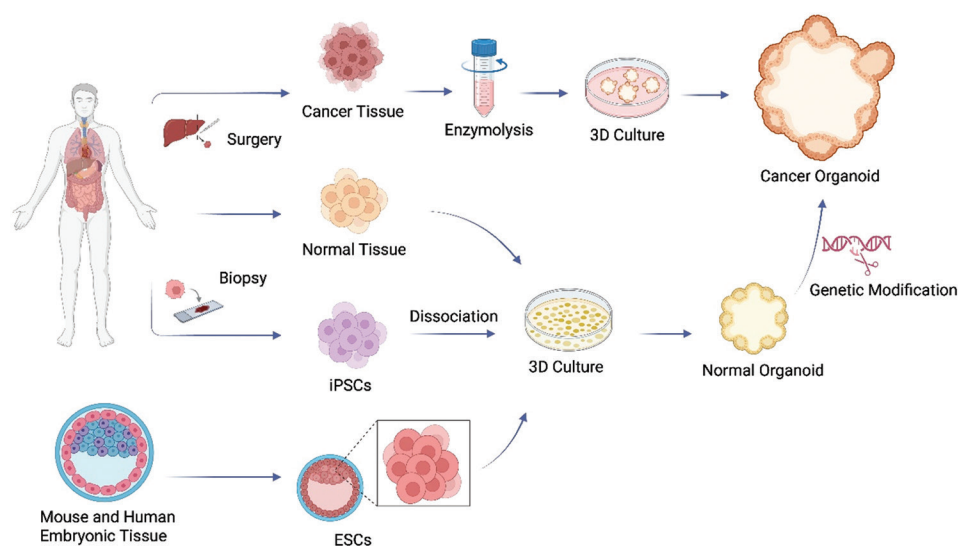 Surgery
Cancer Tissue
Enzymolysis
3D Culture
Cancer Organoid
Normal Tissue
Biopsy
Dissociation
iPSCs
3D Culture
Normal Organoid
Genetic Modification
Mouse and Human
Embryonic Tissue
ESCs